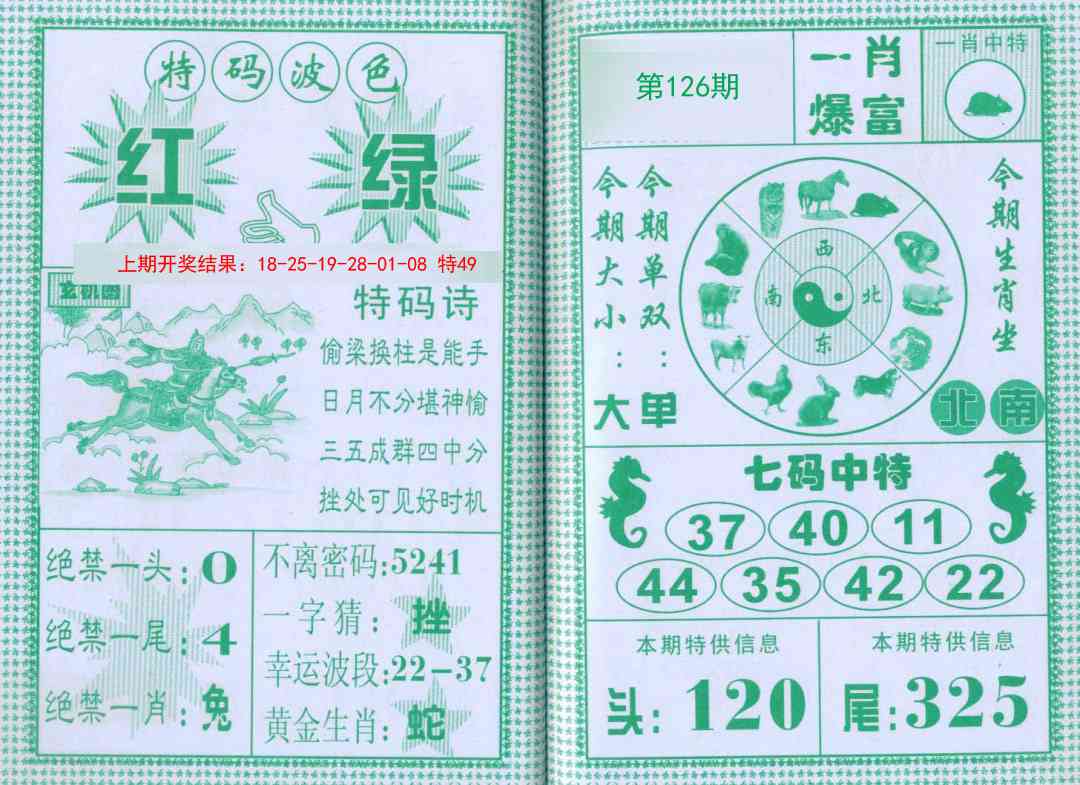 特码波色
红 绿
上期开奖结果：18-25-19-28-01-08 特49
特码诗
偷梁换柱是能手
日月不分堪神愉
三五成群四中分
挫处可见好时机
绝禁一头:0
绝禁一尾:4
绝禁一肖:兔
不离密码:5241
一字猜：挫
幸运波段:22-37
黄金生肖:蛇
第126期
一肖
爆富
一肖中特
今期大小：大
今期单双：单
西
南 北
东
今期生肖坐
北 南
七码中特
37 40 11
44 35 42 22
本期特供信息
头：120
本期特供信息
尾：325